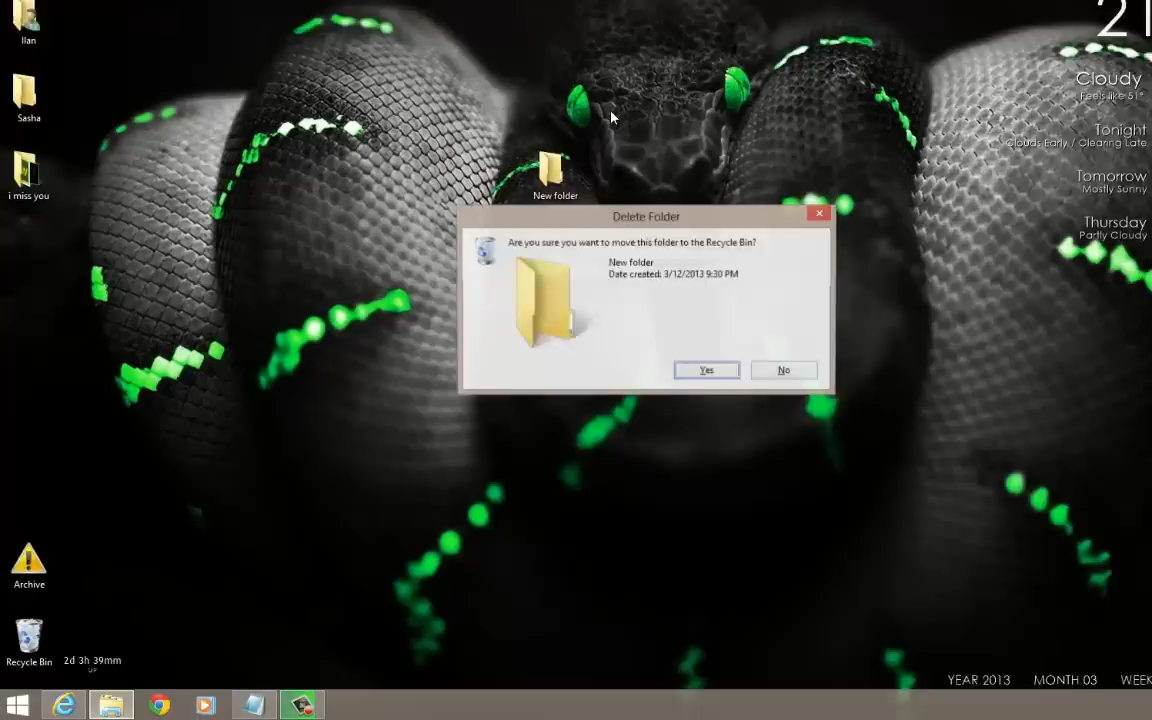 21
Ilan
Cloudy
Feels like 51°
Sasha
Tonight
Clouds Early / Clearing Late
i miss you
New folder
Tomorrow
Mostly Sunny
Thursday
Partly Cloudy
Delete Folder
Are you sure you want to move this folder to the Recycle Bin?
New folder
Date created: 3/12/2013 9:30 PM
Yes
No
Archive
Recycle Bin
2d 3h 39mm
UP
YEAR 2013 MONTH 03 WEEK